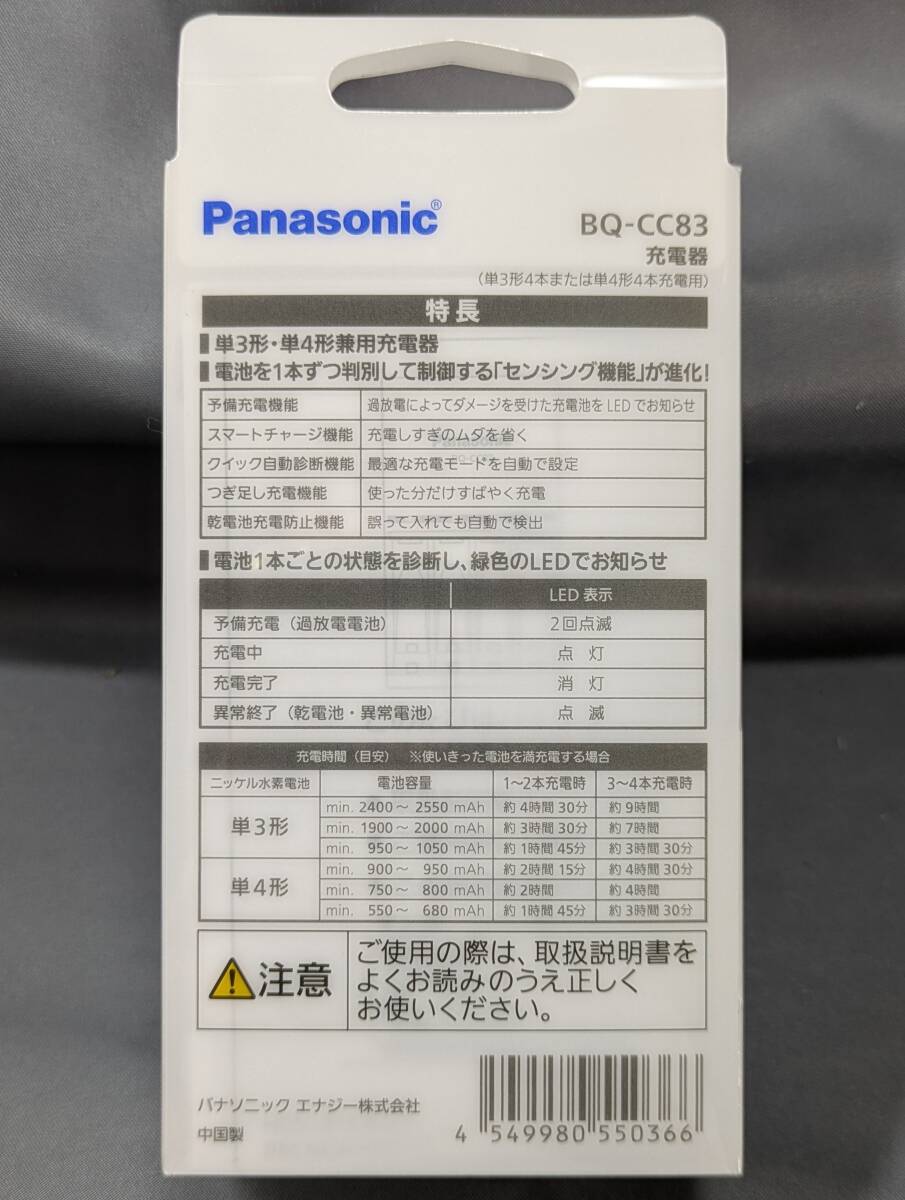 Panasonic®
BQ-CC83
充電器
(単3形4本または単4形4本充電用)
特長
単3形・単4形兼用充電器
電池を1本ずつ判別して制御する「センシング機能」が進化!
予備充電機能 過放電によってダメージを受けた充電池を LED でお知らせ
スマートチャージ機能 充電しすぎのムダを省く
クイック自動診断機能 最適な充電モードを自動で設定
つぎ足し充電機能 使った分だけすばやく充電
乾電池充電防止機能 誤って入れても自動で検出
電池1本ごとの状態を診断し、緑色のLEDでお知らせ
LED 表示
予備充電（過放電電池） 2回点滅
充電中 点 灯
充電完了 消 灯
異常終了（乾電池・異常電池） 点 滅
充電時間（目安） ※使いきった電池を満充電する場合
ニッケル水素電池 電池容量 1〜2本充電時 3〜4本充電時
単3形 min. 2400〜 2550 mAh 約 4時間 30分 約 9時間
min. 1900〜 2000 mAh 約 3時間 30分 約 7時間
min. 950〜 1050 mAh 約 1時間 45分 約 3時間 30分
単4形 min. 900〜 950 mAh 約 2時間 15分 約 4時間 30分
min. 750〜 800 mAh 約 2時間 約 4時間
min. 550〜 680 mAh 約 1時間 45分 約 3時間 30分
注意
ご使用の際は、取扱説明書を
よくお読みのうえ正しく
お使いください。
パナソニック エナジー株式会社
中国製
4 549980 550366